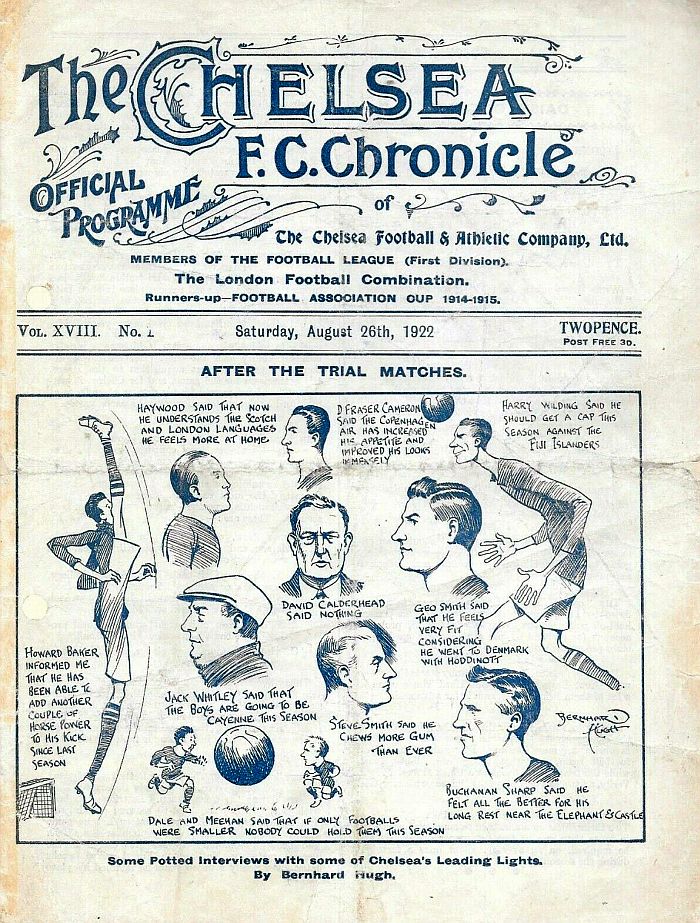 The CHELSEA
F.C. Chronicle
OFFICIAL
PROGRAMME
of
The Chelsea Football & Athletic Company, Ltd.
MEMBERS OF THE FOOTBALL LEAGUE (First Division).
The London Football Combination.
Runners-up—FOOTBALL ASSOCIATION CUP 1914-1915.
VOL. XVIII. No.
Saturday, August 26th, 1922
TWOPENCE.
POST FREE 3D.
AFTER THE TRIAL MATCHES.
HAYWOOD SAID THAT NOW
HE UNDERSTANDS THE SCOTCH
AND LONDON LANGUAGES
HE FEELS MORE AT HOME
D FRASER CAMERON
SAID THE COPENHAGEN
AIR HAS INCREASED
HIS APPETITE AND
IMPROVED HIS LOOKS
IMMENSELY
HARRY WILDING SAID HE
SHOULD GET A CAP THIS
SEASON AGAINST THE
FIJI ISLANDERS
DAVID CALDERHEAD
SAID NOTHING
GEO SMITH SAID
THAT HE FEELS
VERY FIT
CONSIDERING
HE WENT TO DENMARK
WITH HODDINOTT
HOWARD BAKER
INFORMED ME
THAT HE HAS
BEEN ABLE TO
ADD ANOTHER
COUPLE OF
HORSE POWER
TO HIS KICK
SINCE LAST
SEASON
JACK WHITLEY SAID THAT
THE BOYS ARE GOING TO BE
CAYENNE THIS SEASON
STEVE SMITH SAID HE
CHEWS MORE GUM
THAN EVER
BERNHARD
HUGH
BUCHANAN SHARP SAID HE
FELT ALL THE BETTER FOR HIS
LONG REST NEAR THE ELEPHANT & CASTLE
DALE AND MEEHAN SAID THAT IF ONLY FOOTBALLS
WERE SMALLER NOBODY COULD HOLD THEM THIS SEASON
Some Potted Interviews with some of Chelsea's Leading Lights.
By Bernhard Hugh.